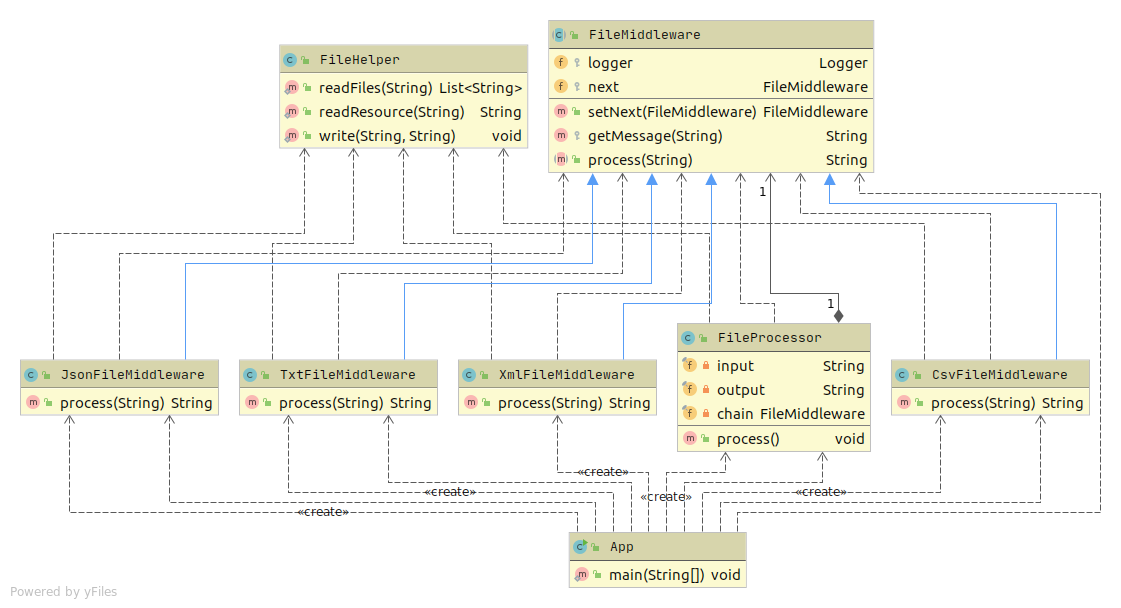 FileMiddleware
logger Logger
next FileMiddleware
setNext(FileMiddleware) FileMiddleware
getMessage(String) String
process(String) String
FileHelper
readFiles(String) List<String>
readResource(String) String
write(String, String) void
1
1
JsonFileMiddleware
process(String) String
TxtFileMiddleware
process(String) String
XmlFileMiddleware
process(String) String
FileProcessor
input String
output String
chain FileMiddleware
process() void
CsvFileMiddleware
process(String) String
«create»
«create»
«create»
«create»
«create»
App
main(String[]) void
Powered by yFiles